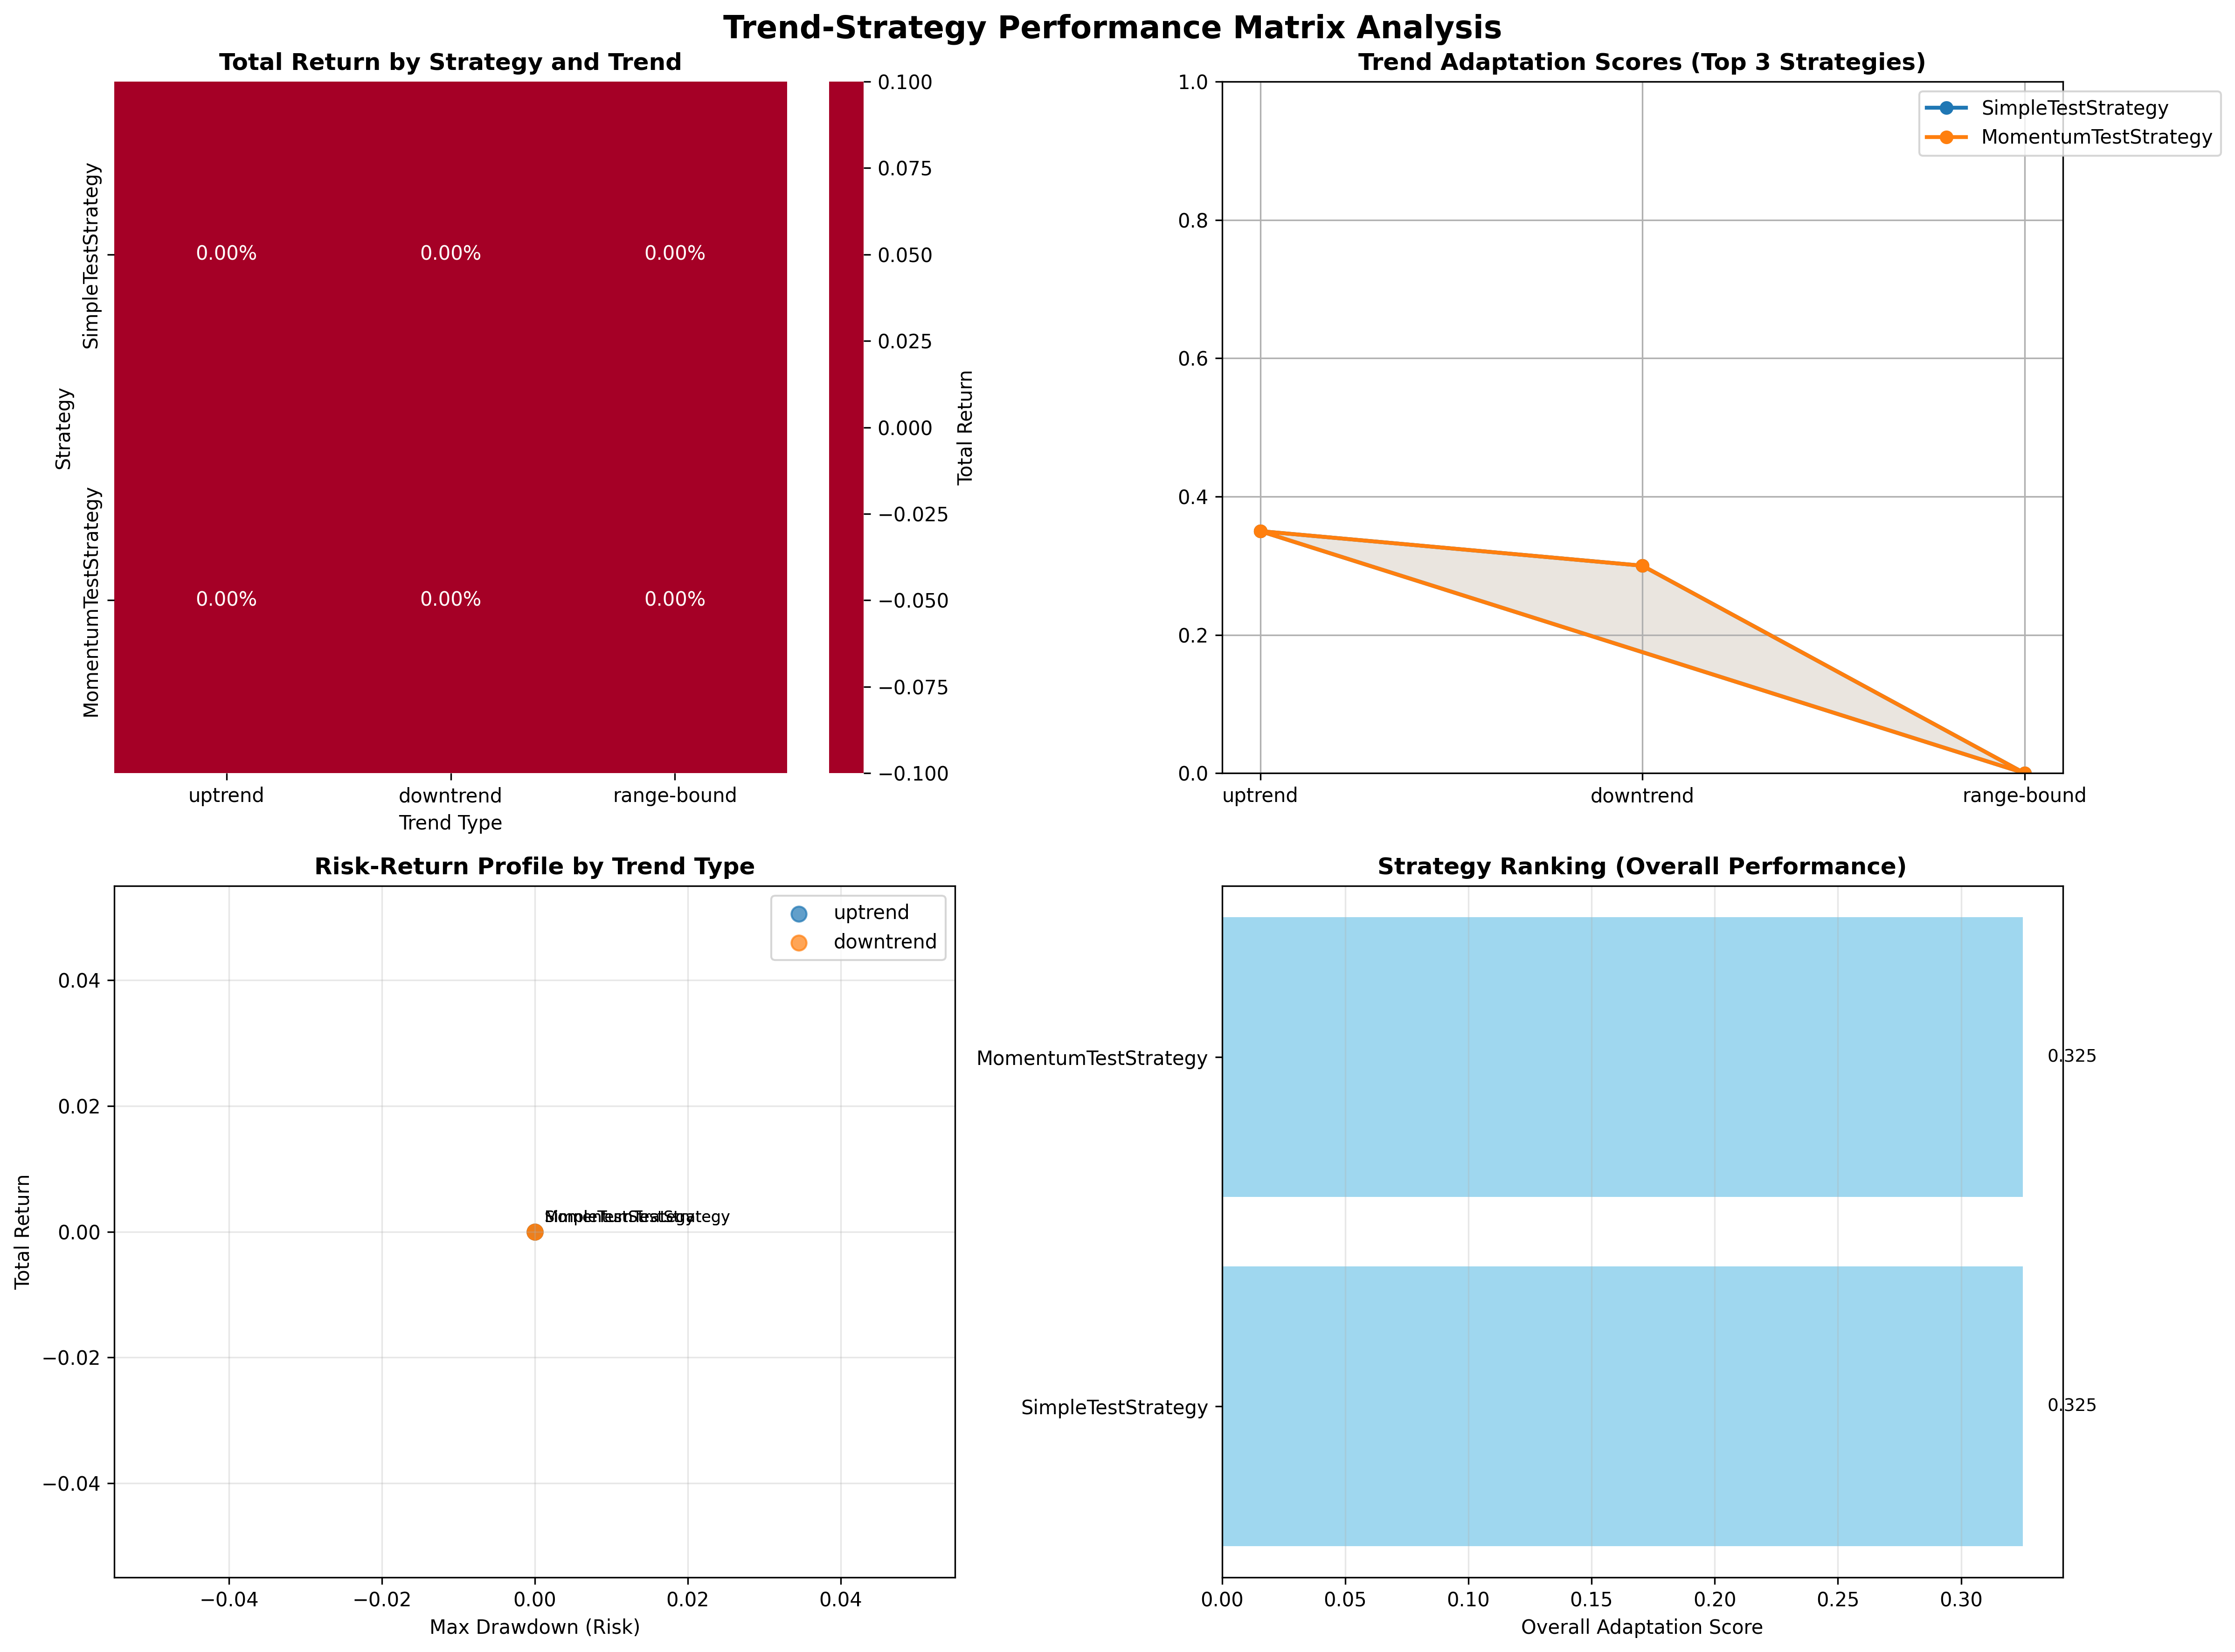 Trend-Strategy Performance Matrix Analysis
Total Return by Strategy and Trend
Strategy
SimpleTestStrategy
MomentumTestStrategy
0.00% 0.00% 0.00%
0.00% 0.00% 0.00%
uptrend downtrend range-bound
Trend Type
0.100
0.075
0.050
0.025
0.000
−0.025
−0.050
−0.075
−0.100
Total Return
Trend Adaptation Scores (Top 3 Strategies)
SimpleTestStrategy
MomentumTestStrategy
1.0
0.8
0.6
0.4
0.2
0.0
uptrend downtrend range-bound
Risk-Return Profile by Trend Type
uptrend
downtrend
Total Return
0.04
0.02
0.00
−0.02
−0.04
−0.04 −0.02 0.00 0.02 0.04
Max Drawdown (Risk)
Strategy Ranking (Overall Performance)
MomentumTestStrategy
0.325
SimpleTestStrategy
0.325
0.00 0.05 0.10 0.15 0.20 0.25 0.30
Overall Adaptation Score